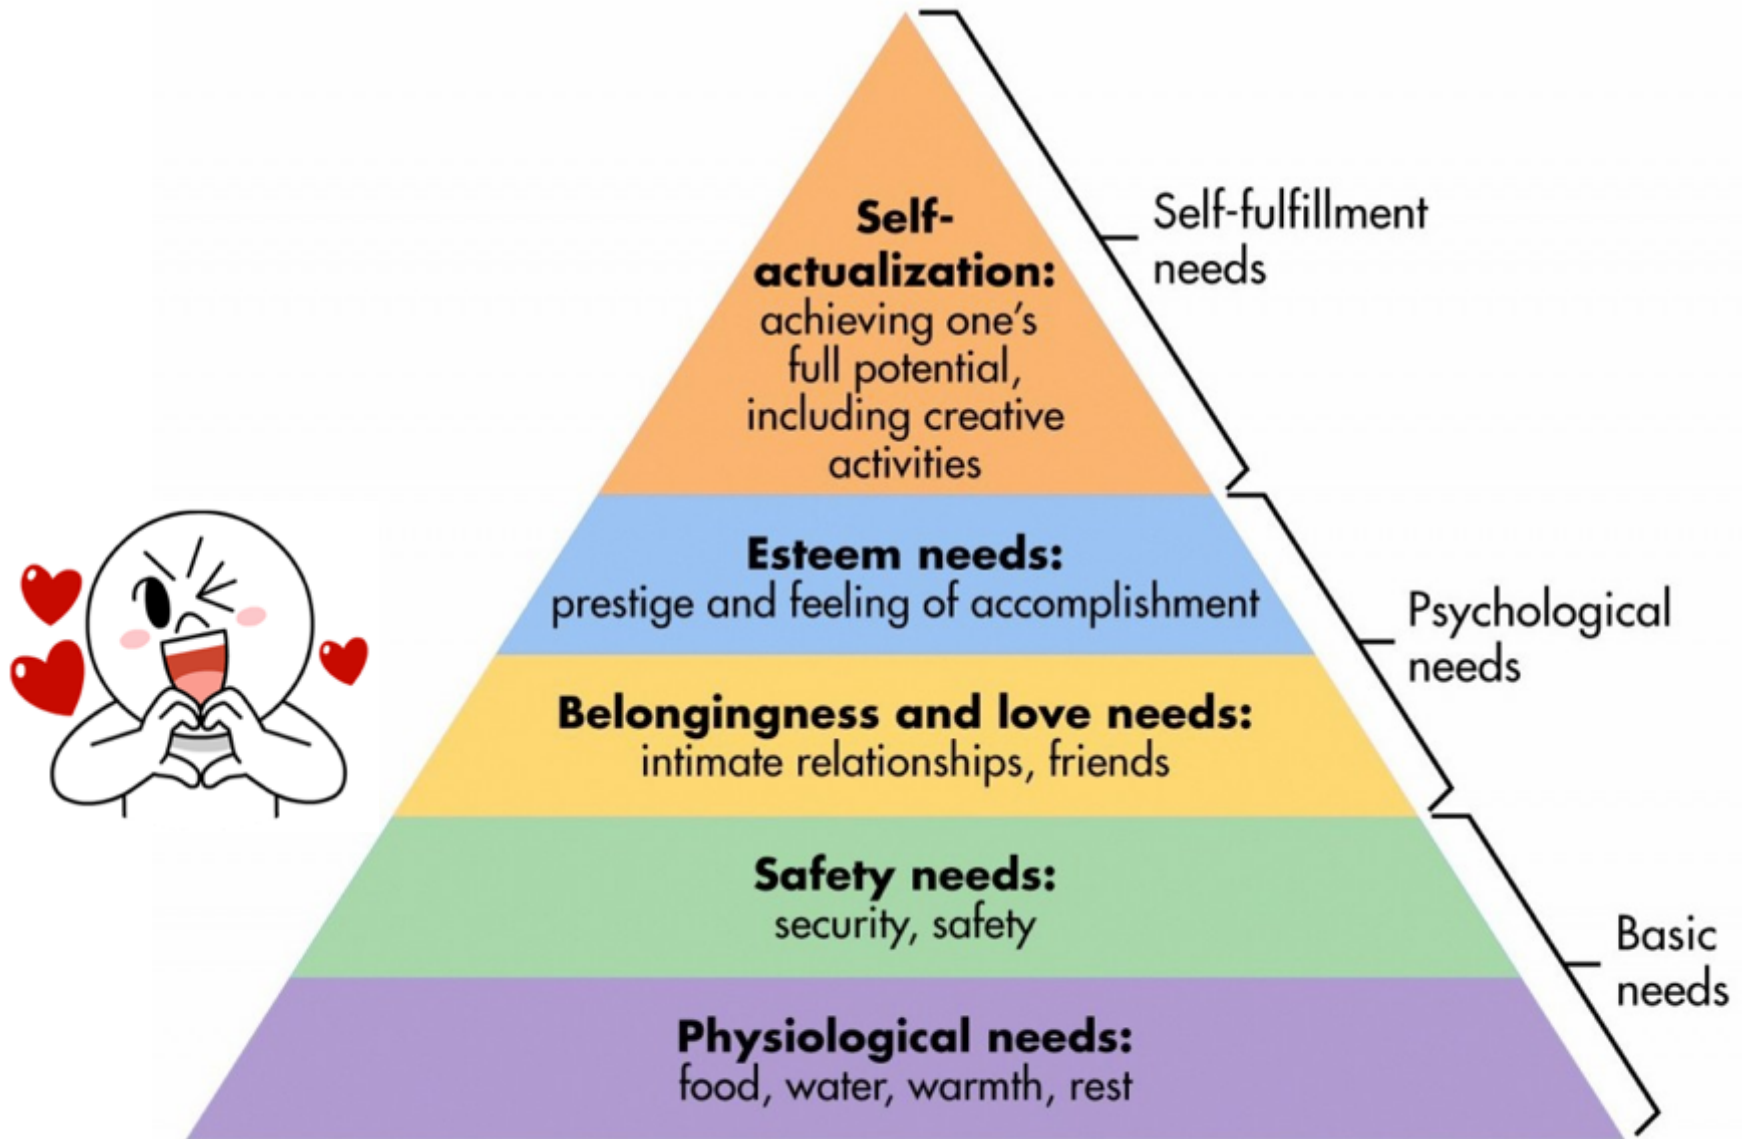 Self-
actualization:
achieving one's
full potential,
including creative
activities
Self-fulfillment
needs
Esteem needs:
prestige and feeling of accomplishment
Psychological
needs
Belongingness and love needs:
intimate relationships, friends
Safety needs:
security, safety
Basic
needs
Physiological needs:
food, water, warmth, rest